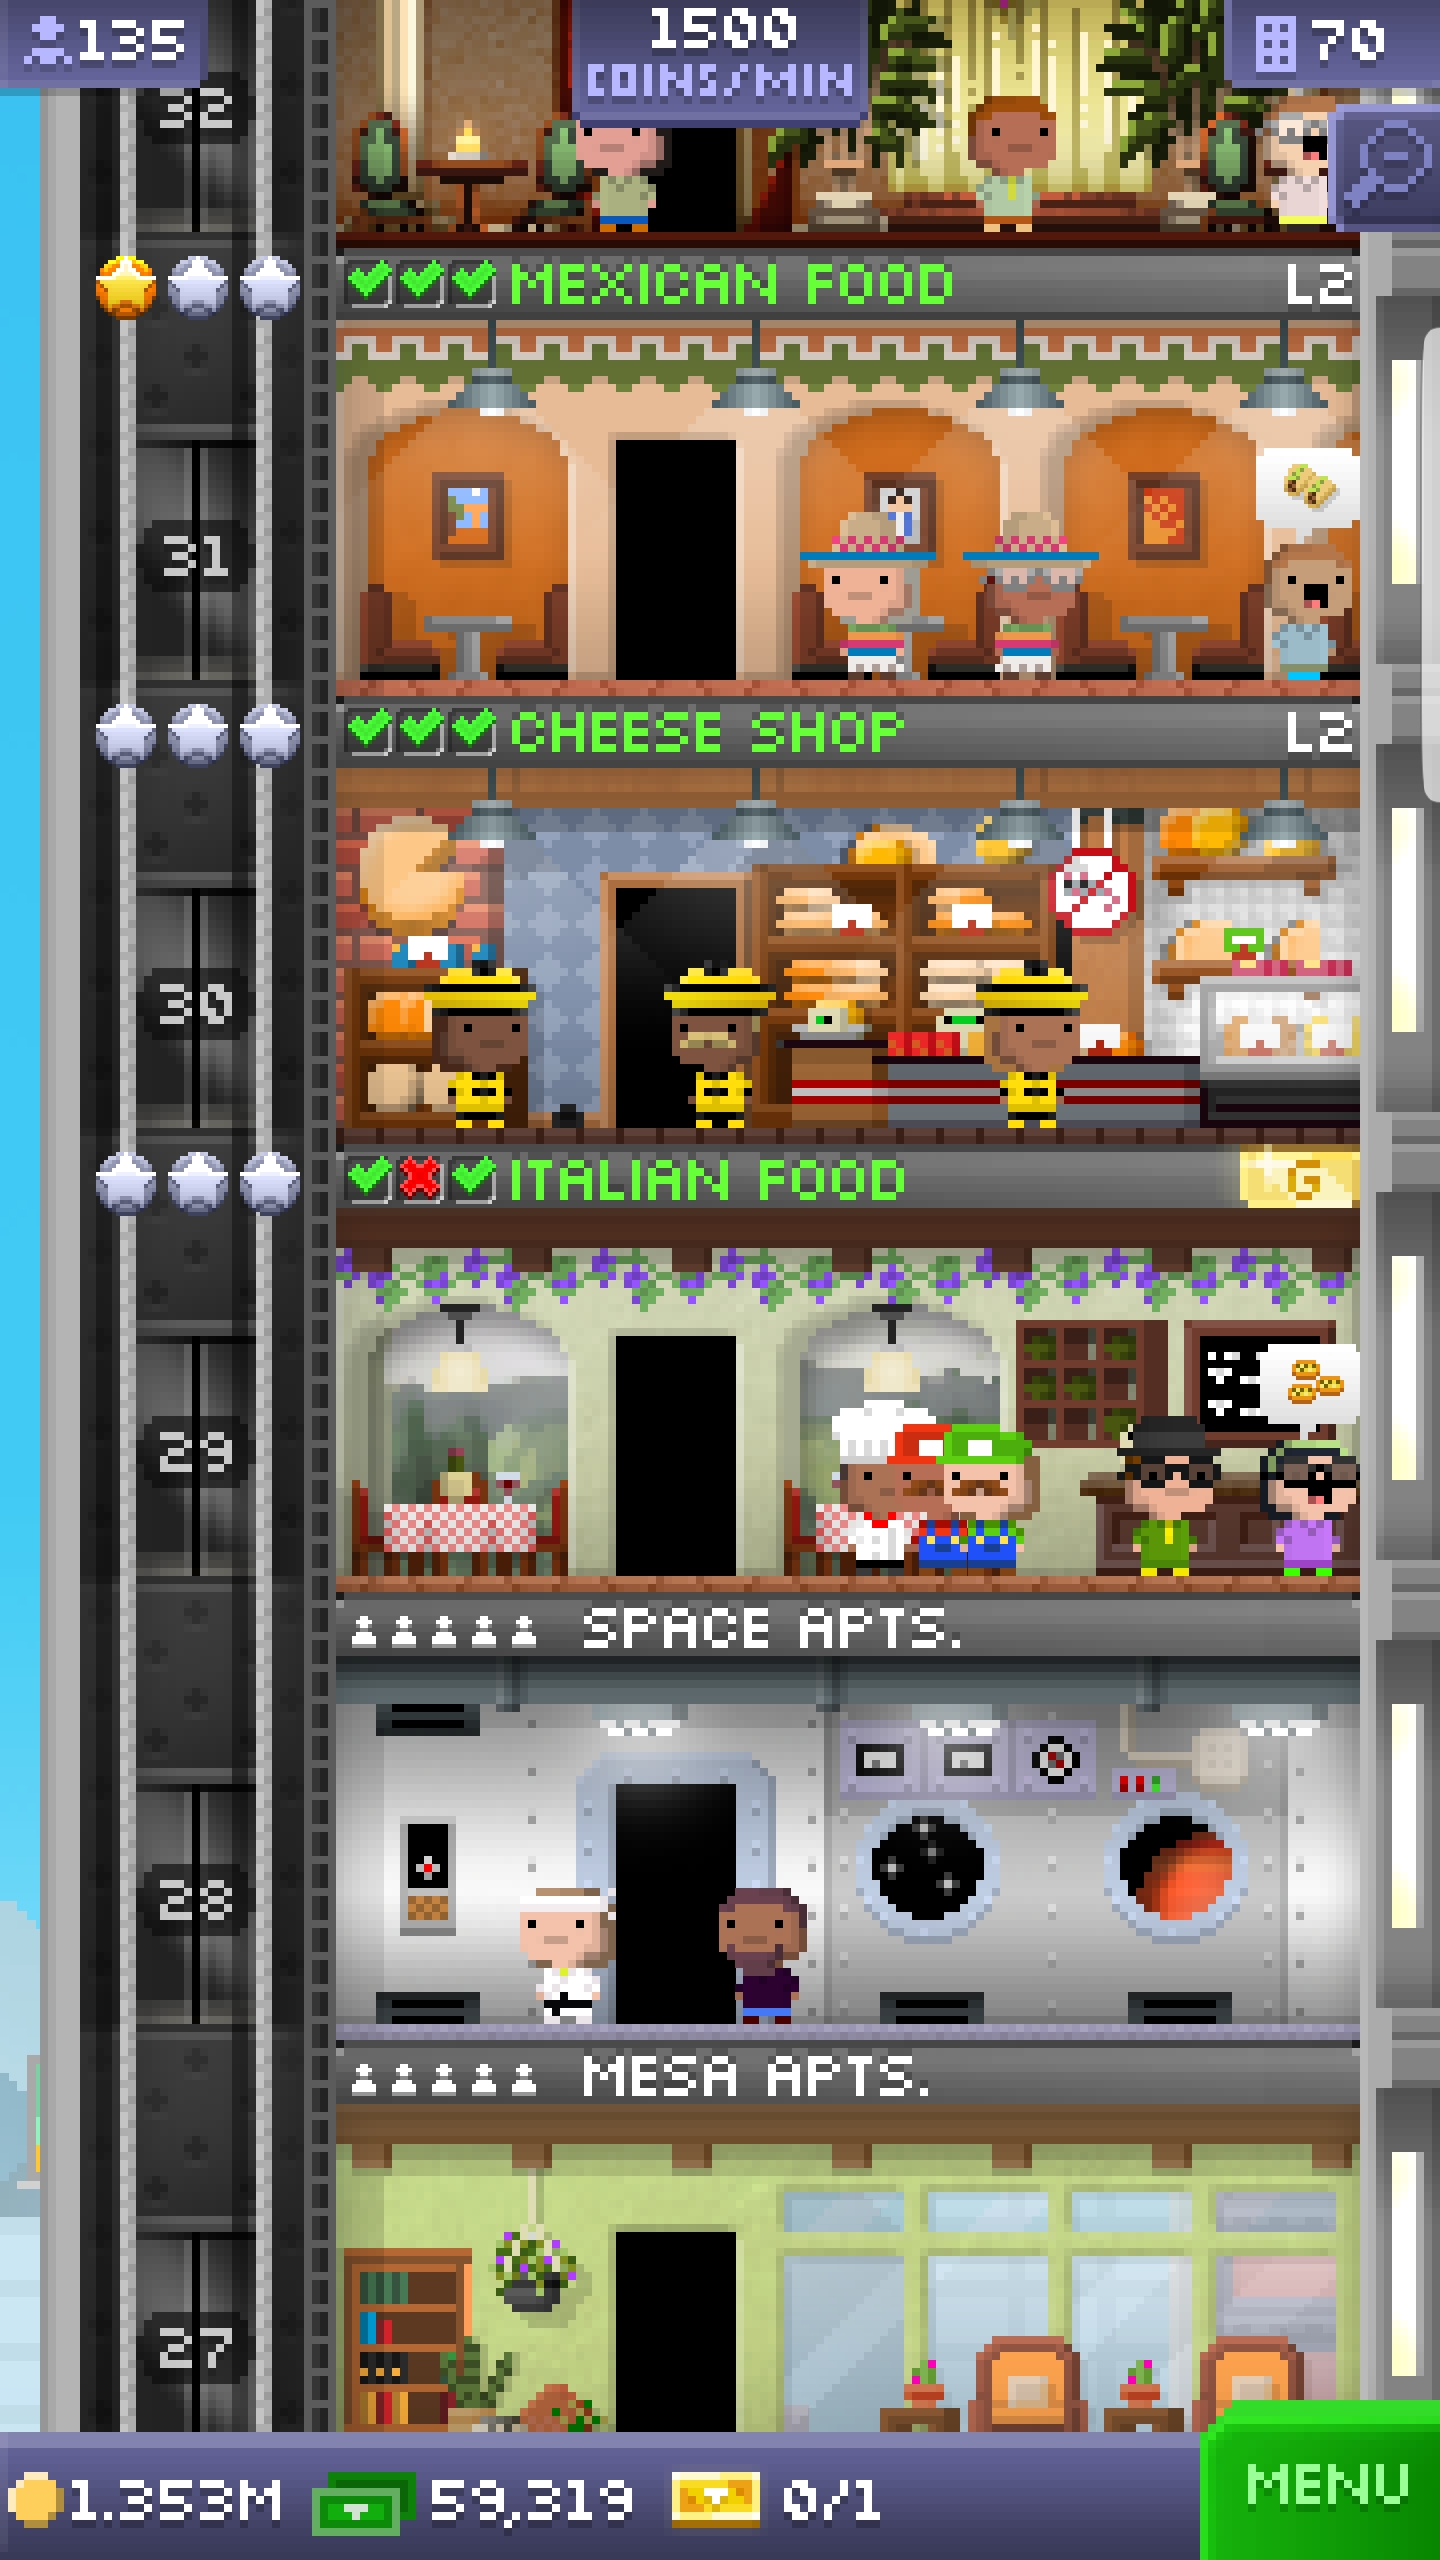 135
1500
COINS/MIN
70
32
MEXICAN FOOD L2
31
CHEESE SHOP L2
30
ITALIAN FOOD G
29
SPACE APTS.
28
MESA APTS.
27
1.353M 59,319 0/1
MENU